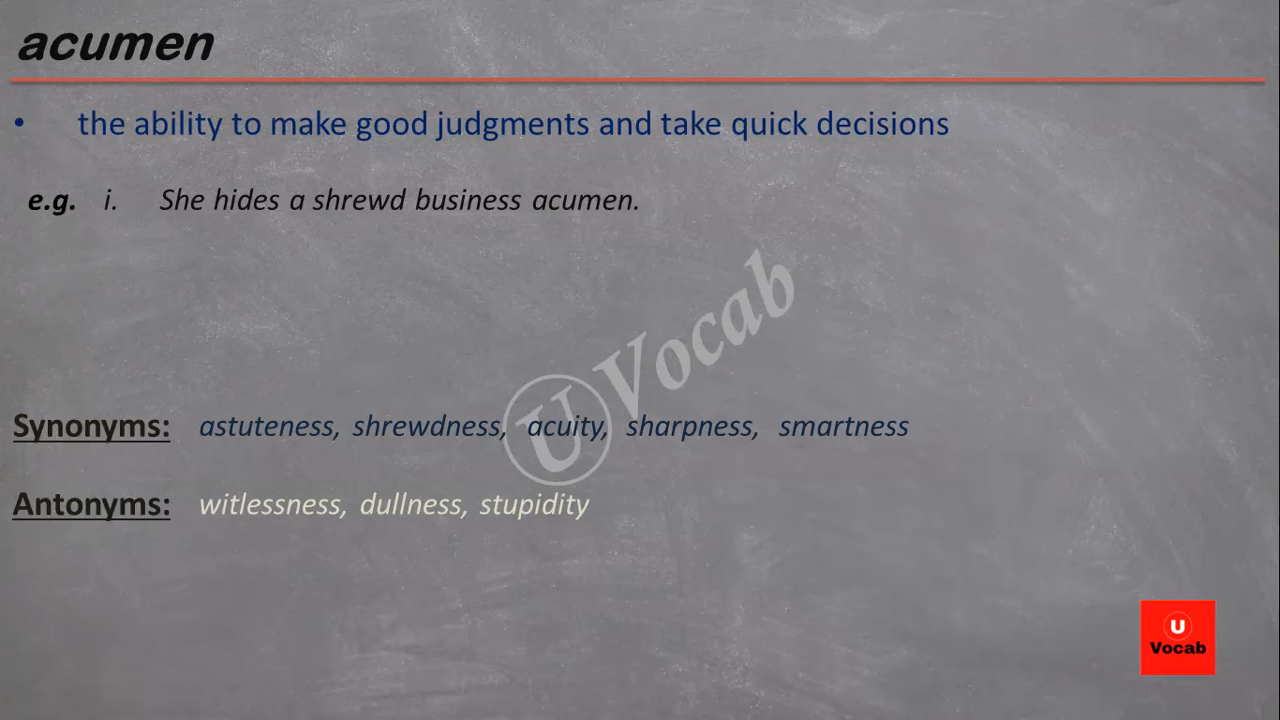 acumen
• the ability to make good judgments and take quick decisions
e.g. i. She hides a shrewd business acumen.
U Vocab
Synonyms: astuteness, shrewdness, acuity, sharpness, smartness
Antonyms: witlessness, dullness, stupidity
U
Vocab